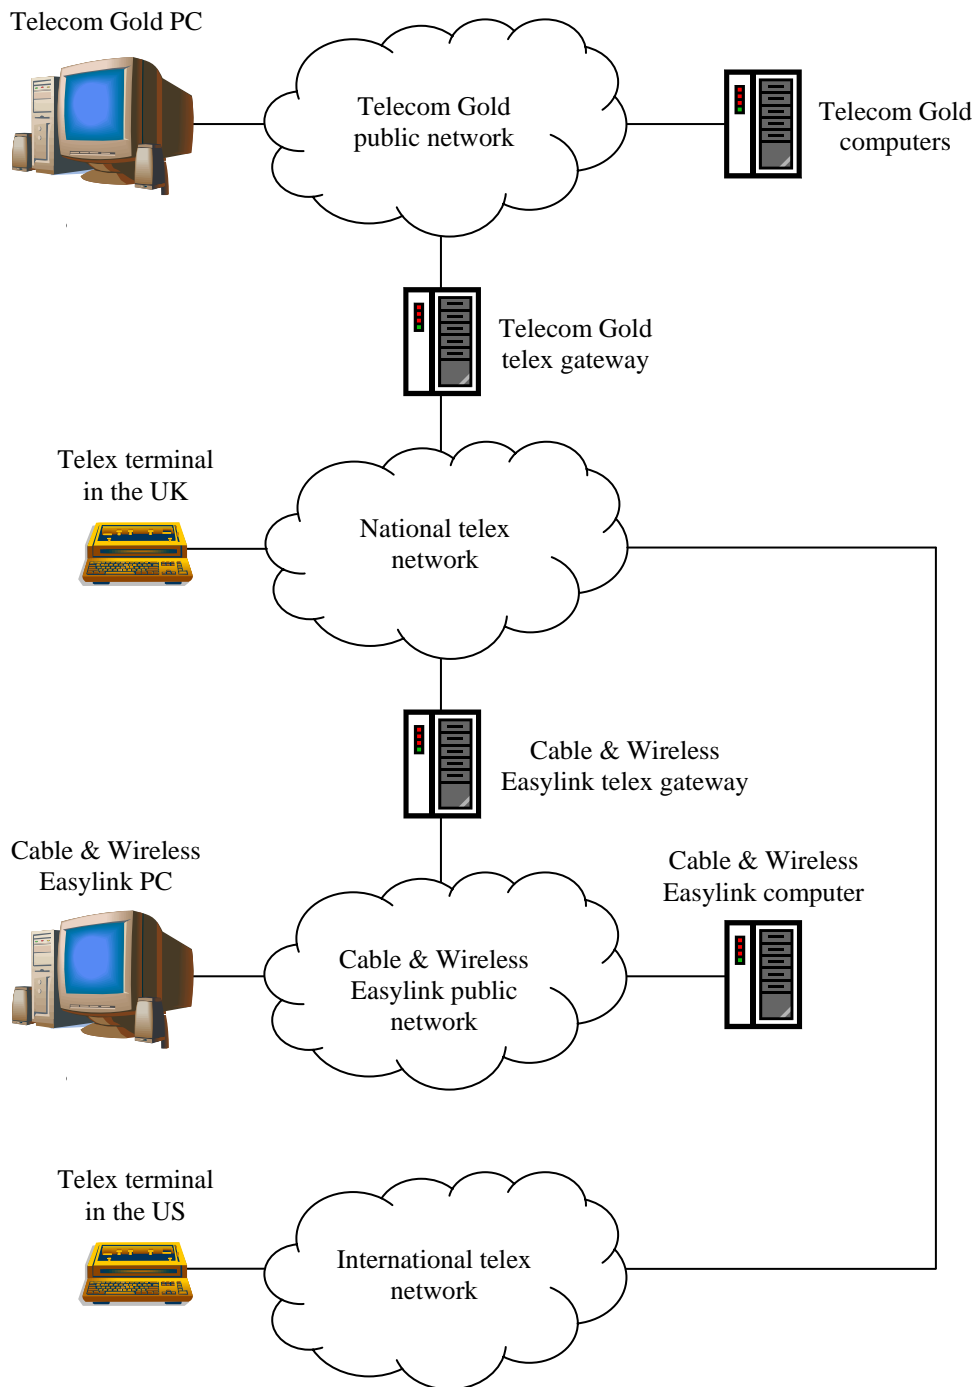 Telecom Gold PC
Telecom Gold
public network
Telecom Gold
computers
Telecom Gold
telex gateway
Telex terminal
in the UK
National telex
network
Cable & Wireless
Easylink telex gateway
Cable & Wireless
Easylink PC
Cable & Wireless
Easylink computer
Cable & Wireless
Easylink public
network
Telex terminal
in the US
International telex
network